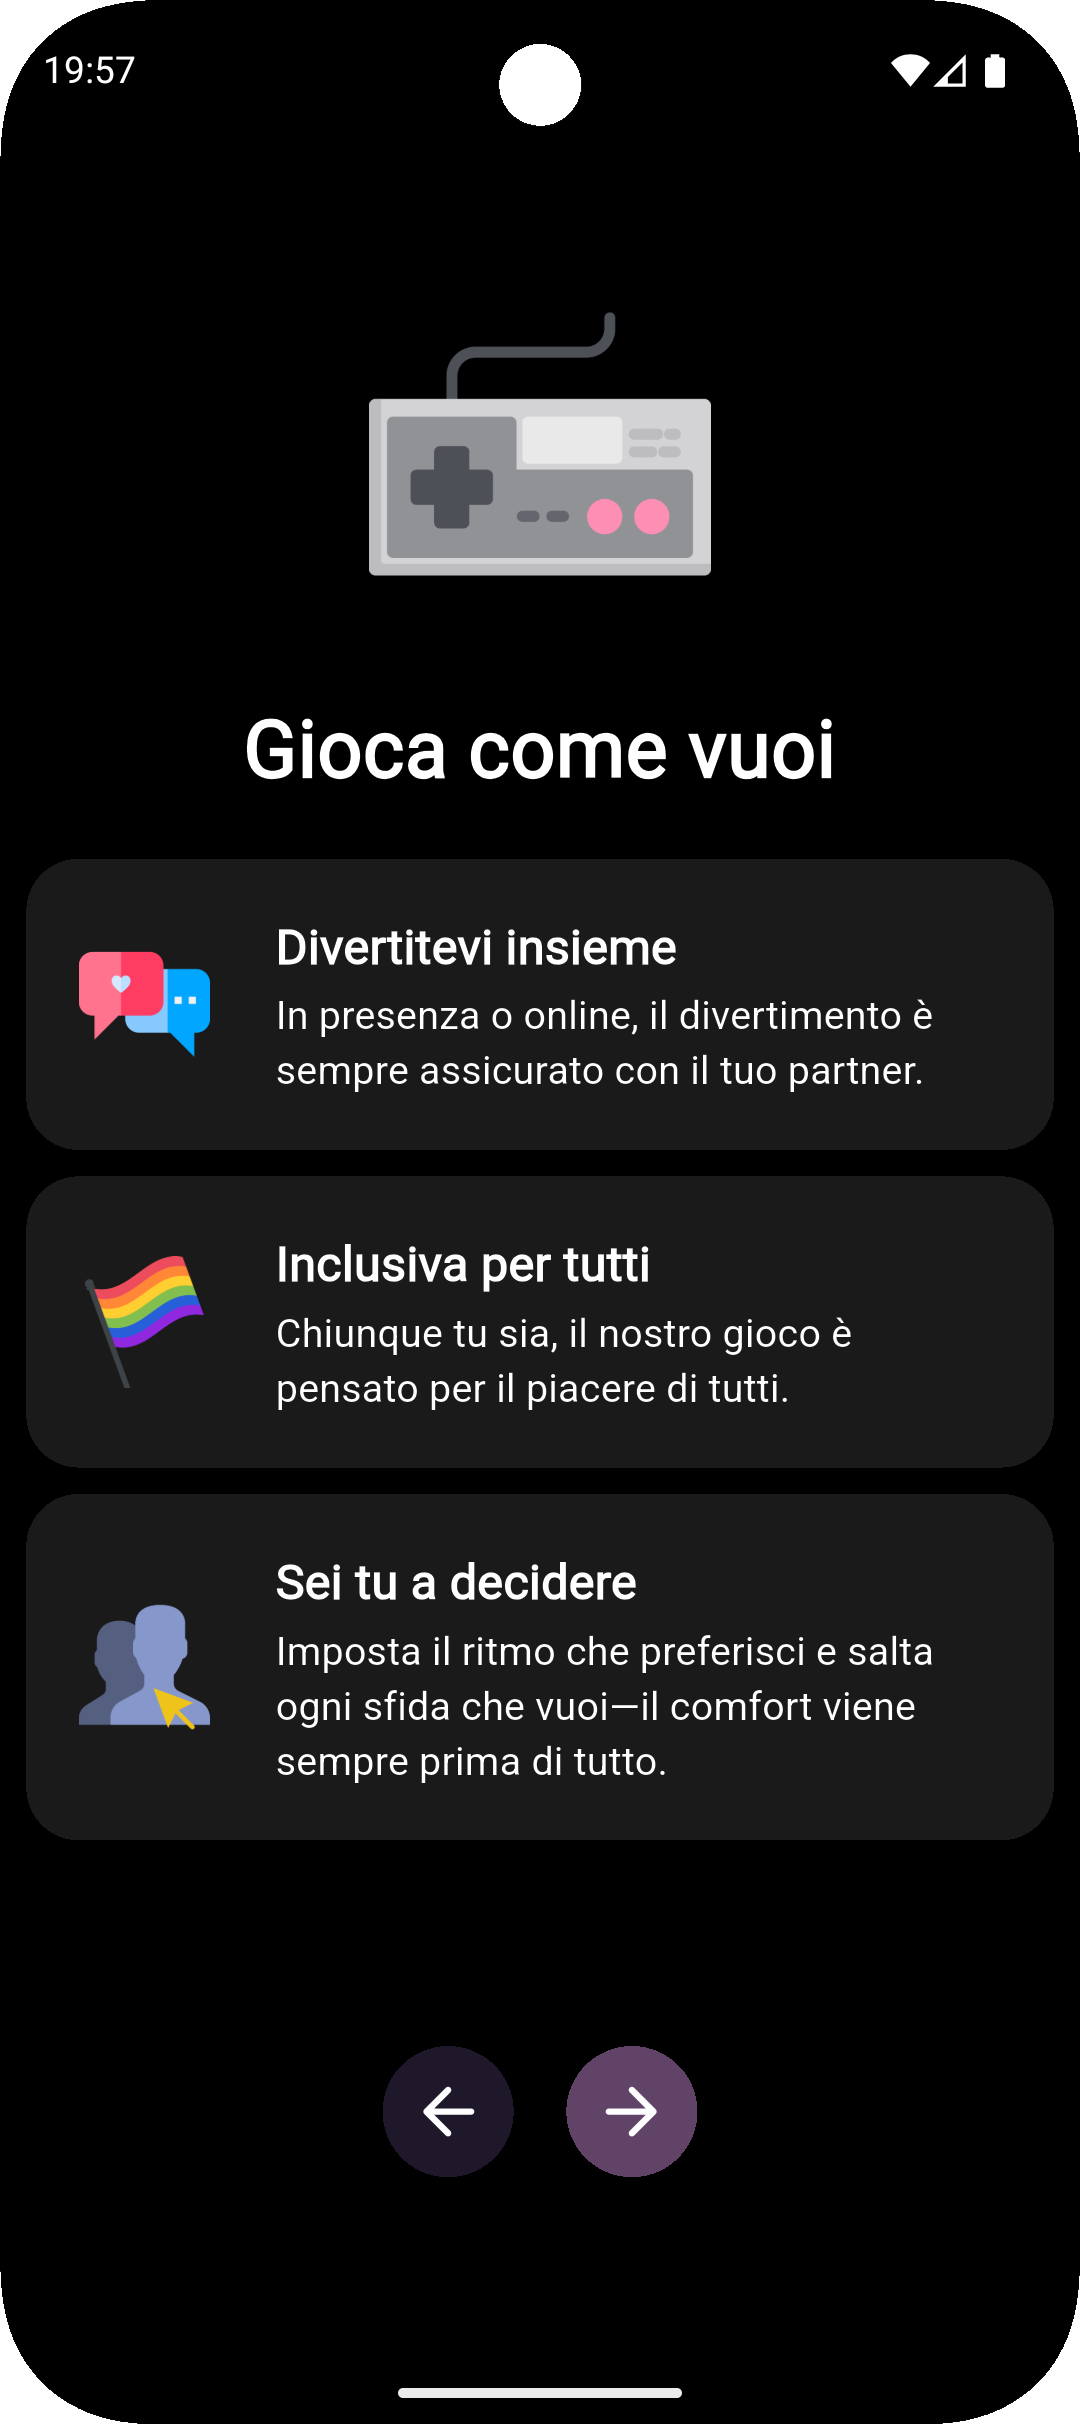 19:57
Gioca come vuoi
Divertitevi insieme
In presenza o online, il divertimento è
sempre assicurato con il tuo partner.
Inclusiva per tutti
Chiunque tu sia, il nostro gioco è
pensato per il piacere di tutti.
Sei tu a decidere
Imposta il ritmo che preferisci e salta
ogni sfida che vuoi—il comfort viene
sempre prima di tutto.